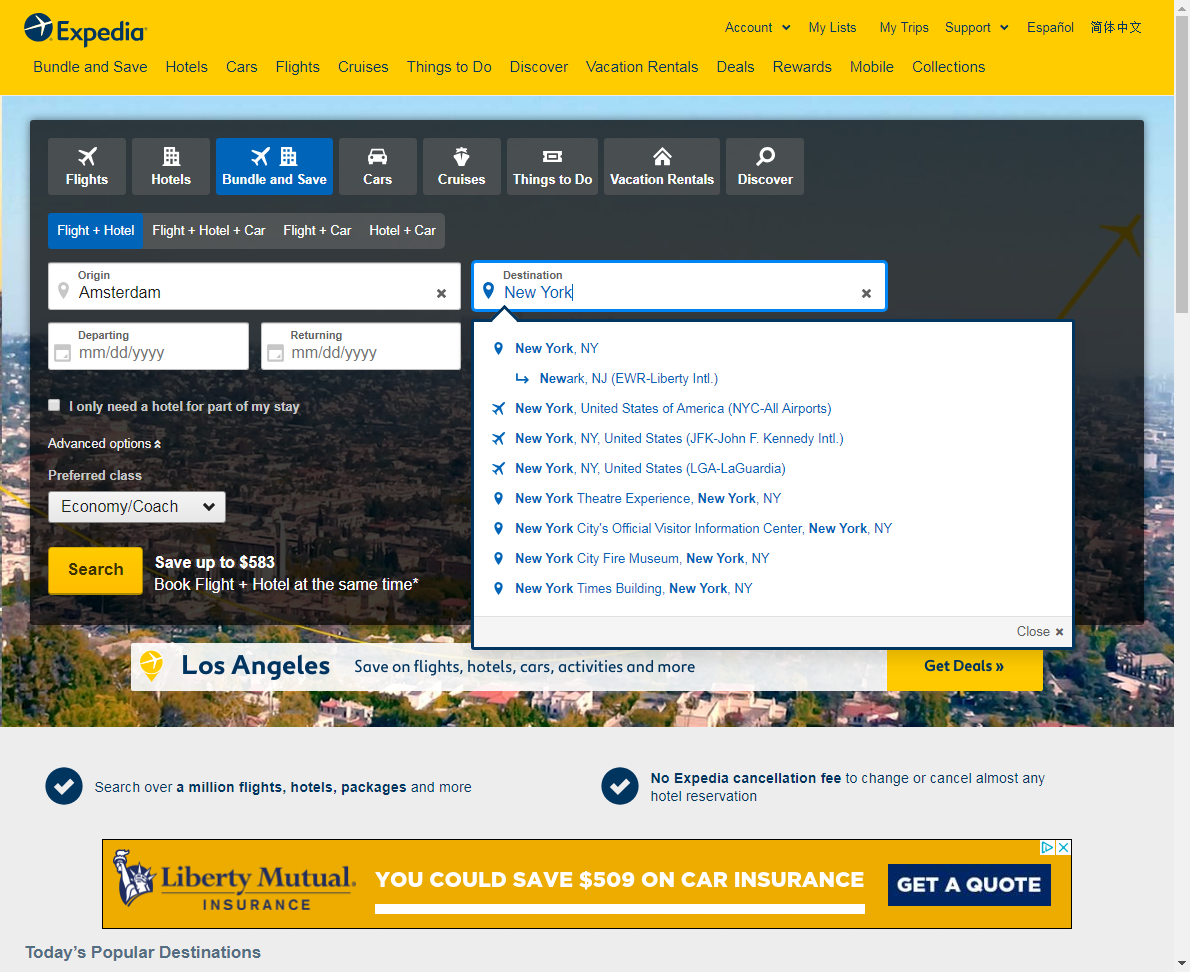 Expedia
Account My Lists My Trips Support Español 简体中文
Bundle and Save Hotels Cars Flights Cruises Things to Do Discover Vacation Rentals Deals Rewards Mobile Collections
Flights Hotels Bundle and Save Cars Cruises Things to Do Vacation Rentals Discover
Flight + Hotel Flight + Hotel + Car Flight + Car Hotel + Car
Origin
Amsterdam
Destination
New York
Departing
mm/dd/yyyy
Returning
mm/dd/yyyy
New York, NY
Newark, NJ (EWR-Liberty Intl.)
New York, United States of America (NYC-All Airports)
New York, NY, United States (JFK-John F. Kennedy Intl.)
New York, NY, United States (LGA-LaGuardia)
New York Theatre Experience, New York, NY
New York City's Official Visitor Information Center, New York, NY
New York City Fire Museum, New York, NY
New York Times Building, New York, NY
Close
I only need a hotel for part of my stay
Advanced options
Preferred class
Economy/Coach
Search
Save up to $583
Book Flight + Hotel at the same time*
Los Angeles Save on flights, hotels, cars, activities and more Get Deals »
Search over a million flights, hotels, packages and more
No Expedia cancellation fee to change or cancel almost any
hotel reservation
Liberty Mutual.
INSURANCE
YOU COULD SAVE $509 ON CAR INSURANCE
GET A QUOTE
Today's Popular Destinations